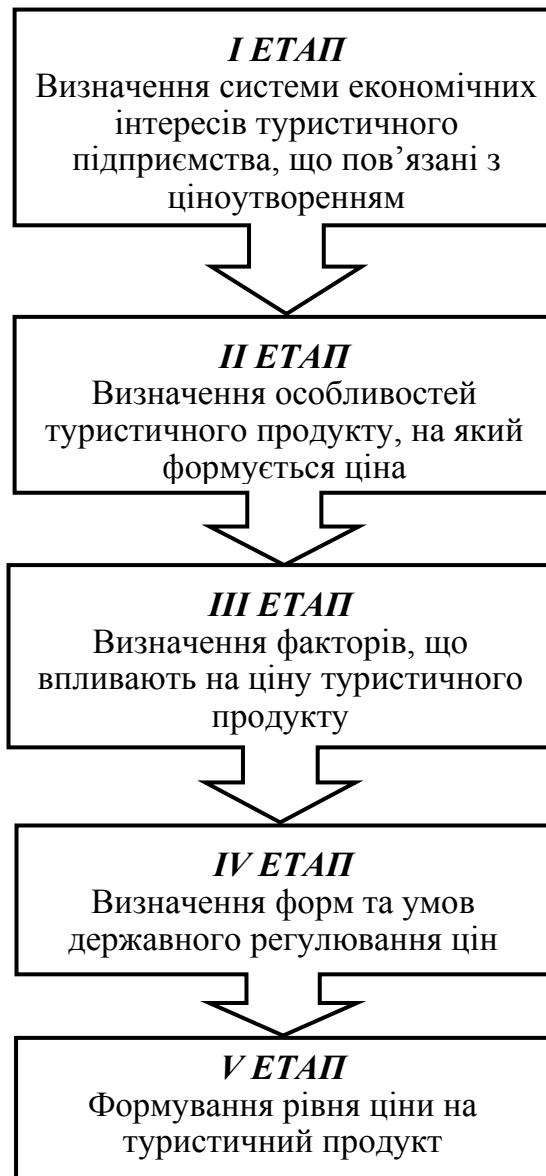 I ЕТАП
Визначення системи економічних
інтересів туристичного
підприємства, що пов’язані з
ціноутворенням
II ЕТАП
Визначення особливостей
туристичного продукту, на який
формується ціна
III ЕТАП
Визначення факторів, що
впливають на ціну туристичного
продукту
IV ЕТАП
Визначення форм та умов
державного регулювання цін
V ЕТАП
Формування рівня ціни на
туристичний продукт